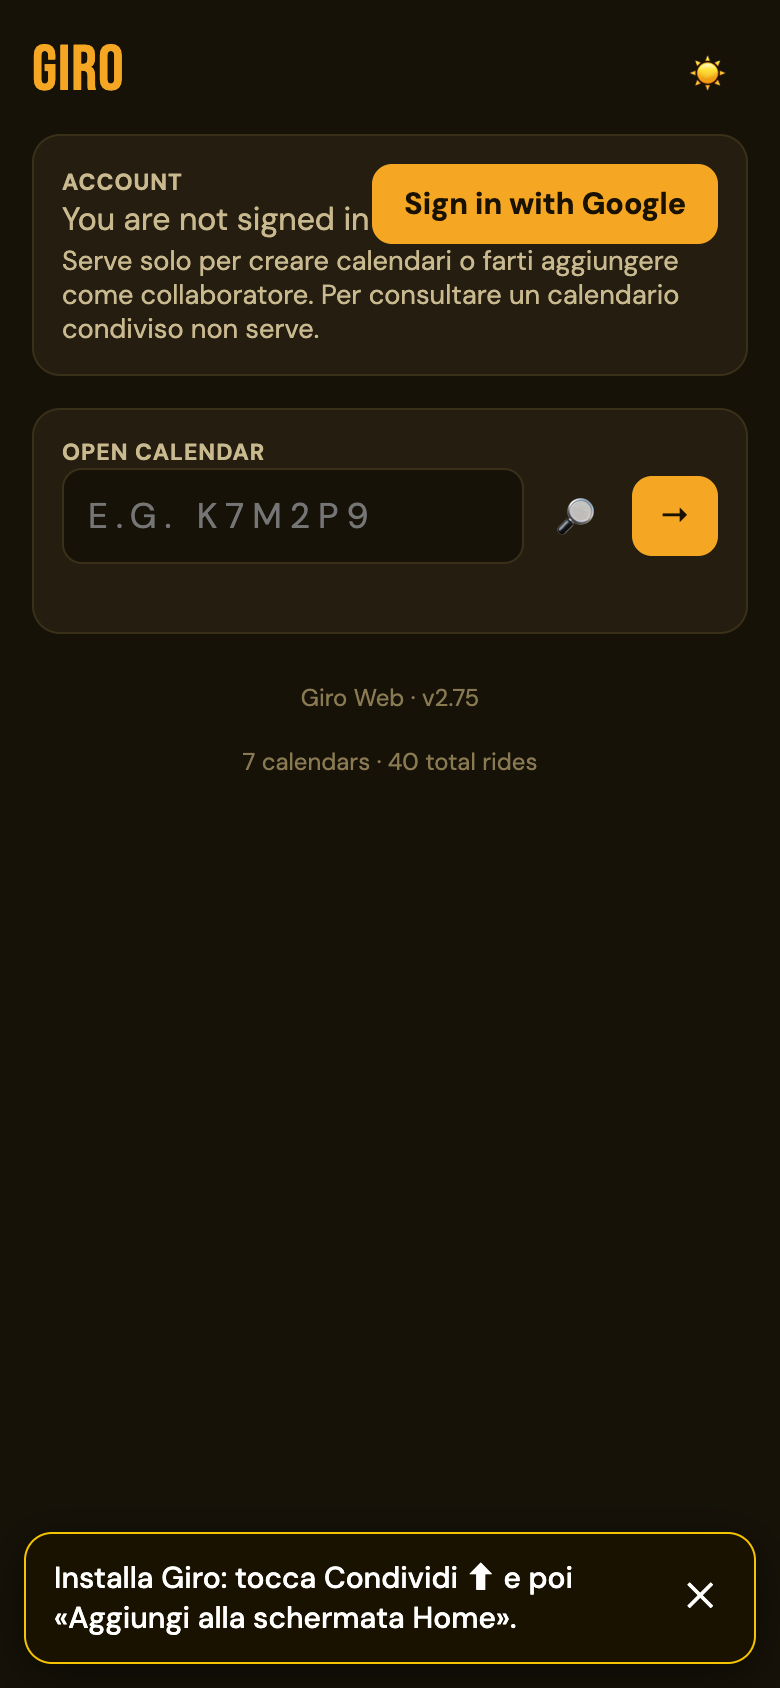 GIRO
ACCOUNT
You are not signed in
Sign in with Google
Serve solo per creare calendari o farti aggiungere
come collaboratore. Per consultare un calendario
condiviso non serve.
OPEN CALENDAR
E.G. K7M2P9
→
Giro Web · v2.75
7 calendars · 40 total rides
Installa Giro: tocca Condividi ⬆ e poi
«Aggiungi alla schermata Home».